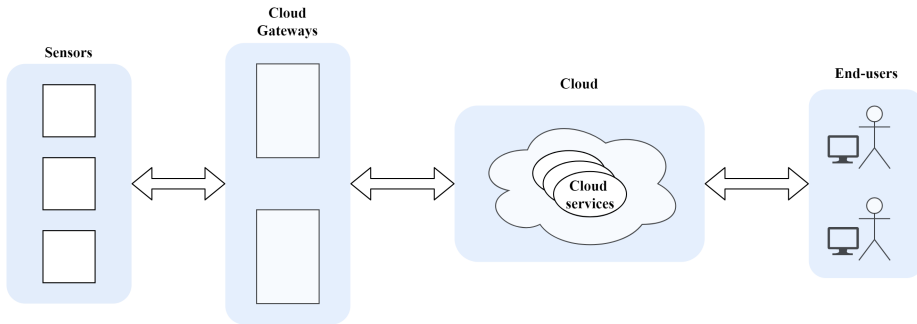 Sensors
Cloud
Gateways
Cloud
Cloud
services
End-users